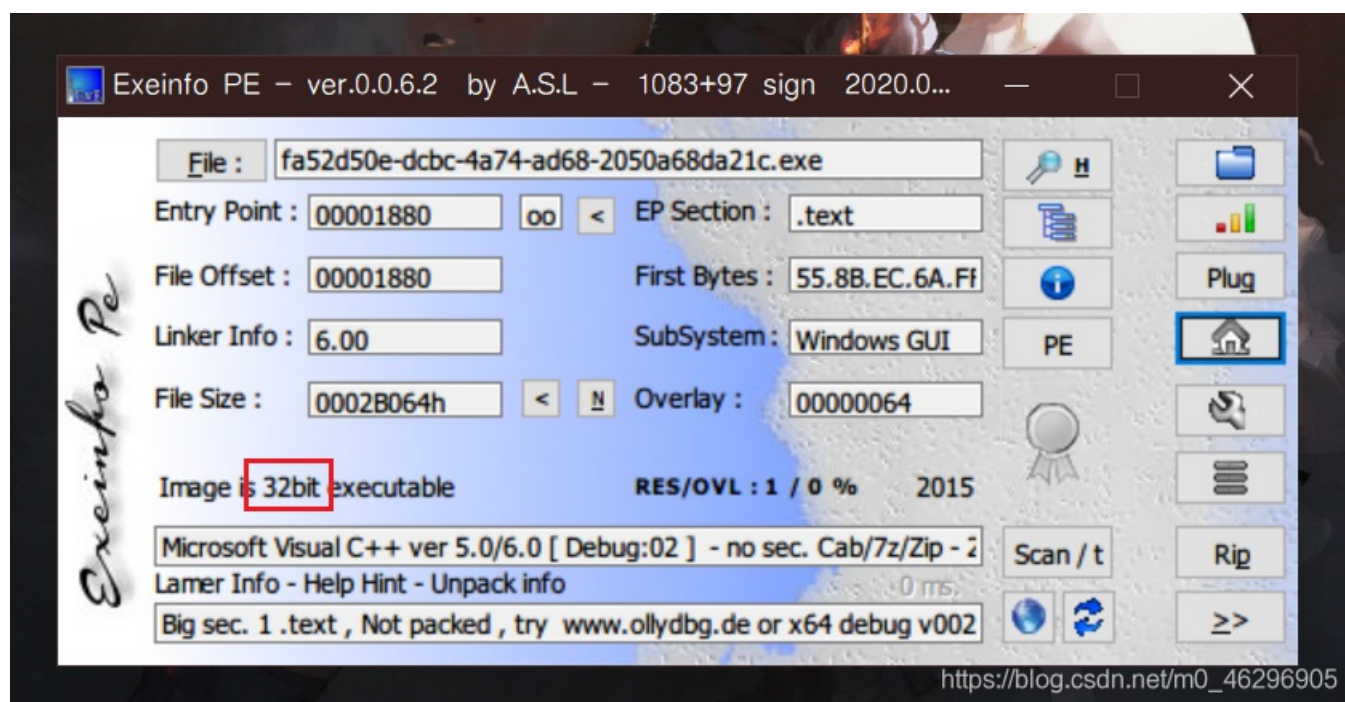 Exeinfo PE - ver.0.0.6.2 by A.S.L - 1083+97 sign 2020.0...
File : fa52d50e-dcbc-4a74-ad68-2050a68da21c.exe H
Entry Point : 00001880 oo < EP Section : .text
File Offset : 00001880 First Bytes : 55.8B.EC.6A.FF Plug
Linker Info : 6.00 SubSystem : Windows GUI PE
File Size : 0002B064h < N Overlay : 00000064
Image is 32bit executable RES/OVL : 1 / 0 % 2015
Microsoft Visual C++ ver 5.0/6.0 [ Debug:02 ] - no sec. Cab/7z/Zip - 2 Scan / t Rip
Lamer Info - Help Hint - Unpack info 0 ms.
Big sec. 1 .text , Not packed , try www.ollydbg.de or x64 debug v002 >>
Exeinfo Pe
https://blog.csdn.net/m0_46296905